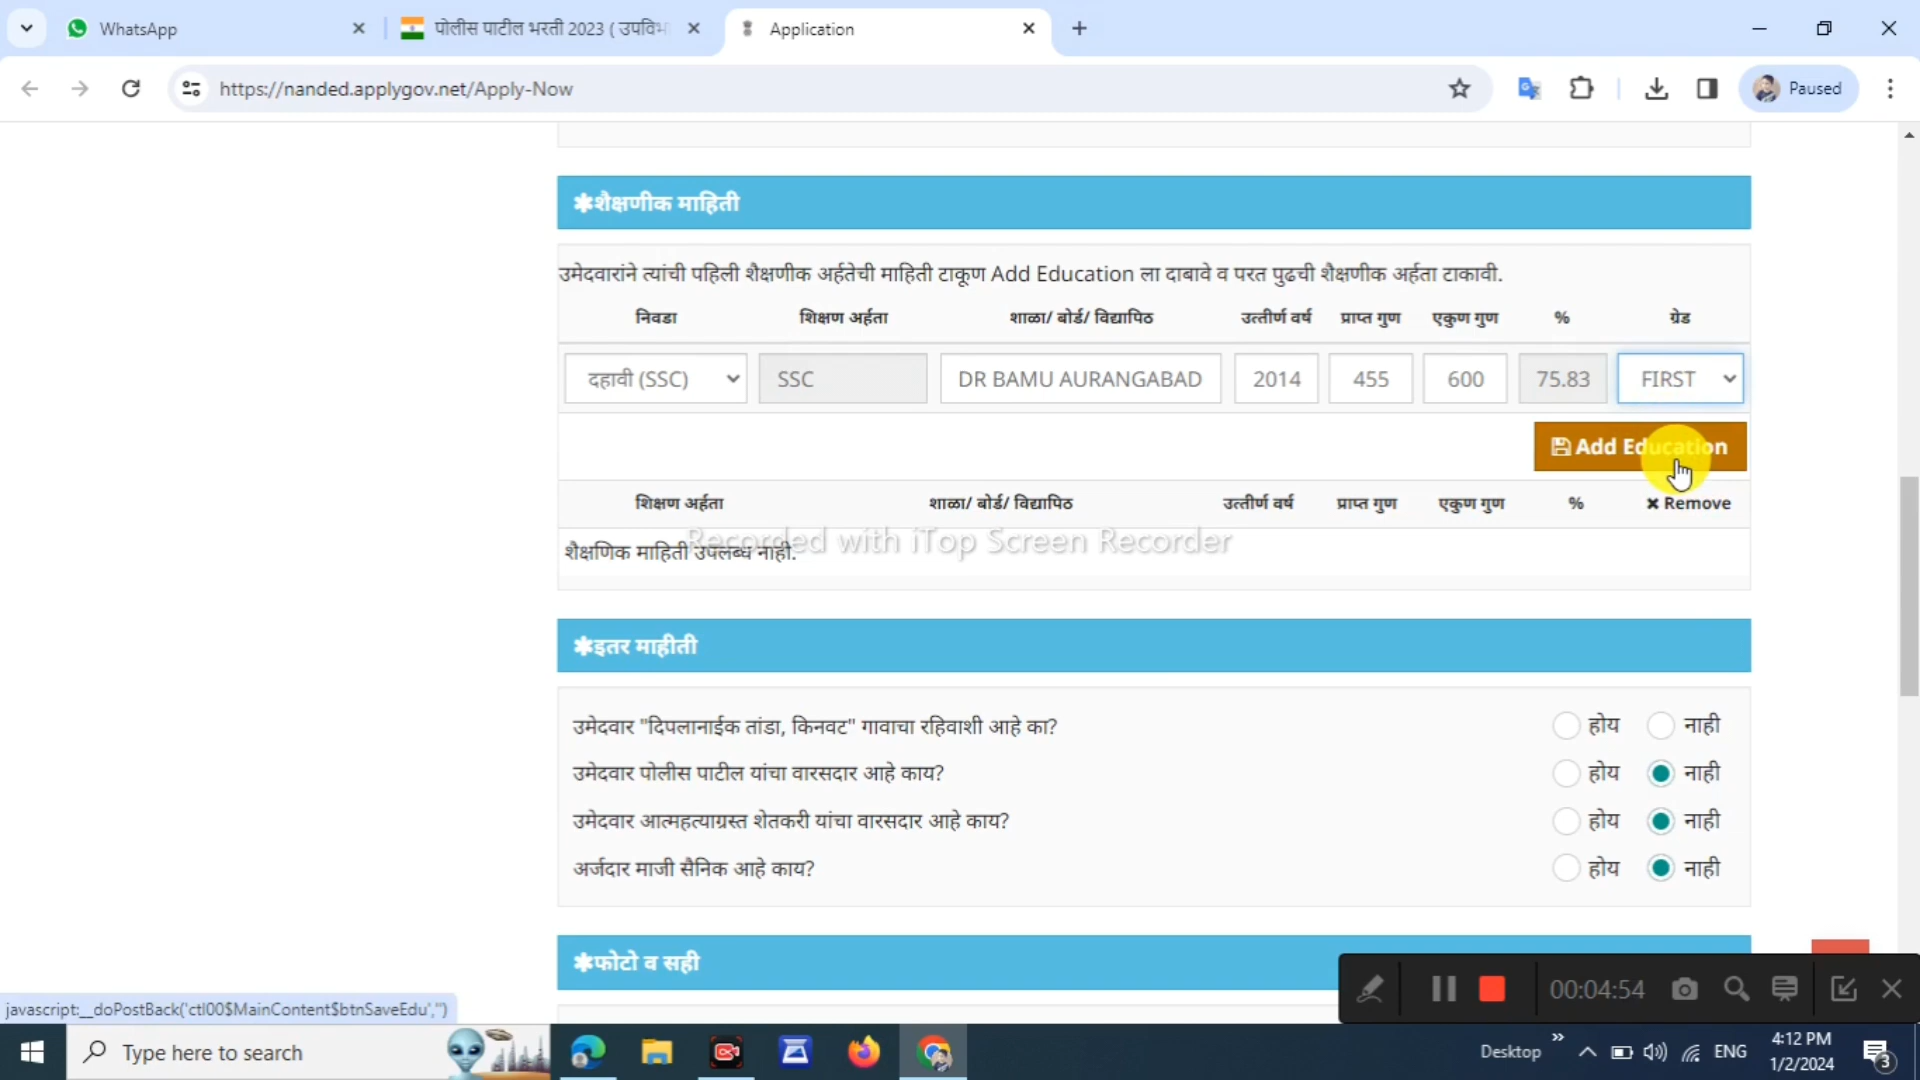 WhatsApp
पोलीस पाटील भरती 2023 ( उपविभ
Application
https://nanded.applygov.net/Apply-Now
Paused
✱शैक्षणीक माहिती
उमेदवारांने त्यांची पहिली शैक्षणीक अर्हतेची माहिती टाकूण Add Education ला दाबावे व परत पुढची शैक्षणीक अर्हता टाकावी.
निवडा शिक्षण अर्हता शाळा/ बोर्ड/ विद्यापिठ उत्तीर्ण वर्ष प्राप्त गुण एकुण गुण % ग्रेड
दहावी (SSC) SSC DR BAMU AURANGABAD 2014 455 600 75.83 FIRST
Add Education
शिक्षण अर्हता शाळा/ बोर्ड/ विद्यापिठ उत्तीर्ण वर्ष प्राप्त गुण एकुण गुण % ✖ Remove
Recorded with iTop Screen Recorder
शैक्षणिक माहिती उपलब्ध नाही.
✱इतर माहीती
उमेदवार "दिपलानाईक तांडा, किनवट" गावाचा रहिवाशी आहे का? होय नाही
उमेदवार पोलीस पाटील यांचा वारसदार आहे काय? होय नाही
उमेदवार आत्महत्याग्रस्त शेतकरी यांचा वारसदार आहे काय? होय नाही
अर्जदार माजी सैनिक आहे काय? होय नाही
✱फोटो व सही
00:04:54
javascript:__doPostBack('ctl00$MainContent$btnSaveEdu','')
Type here to search
Desktop
ENG
4:12 PM
1/2/2024
3